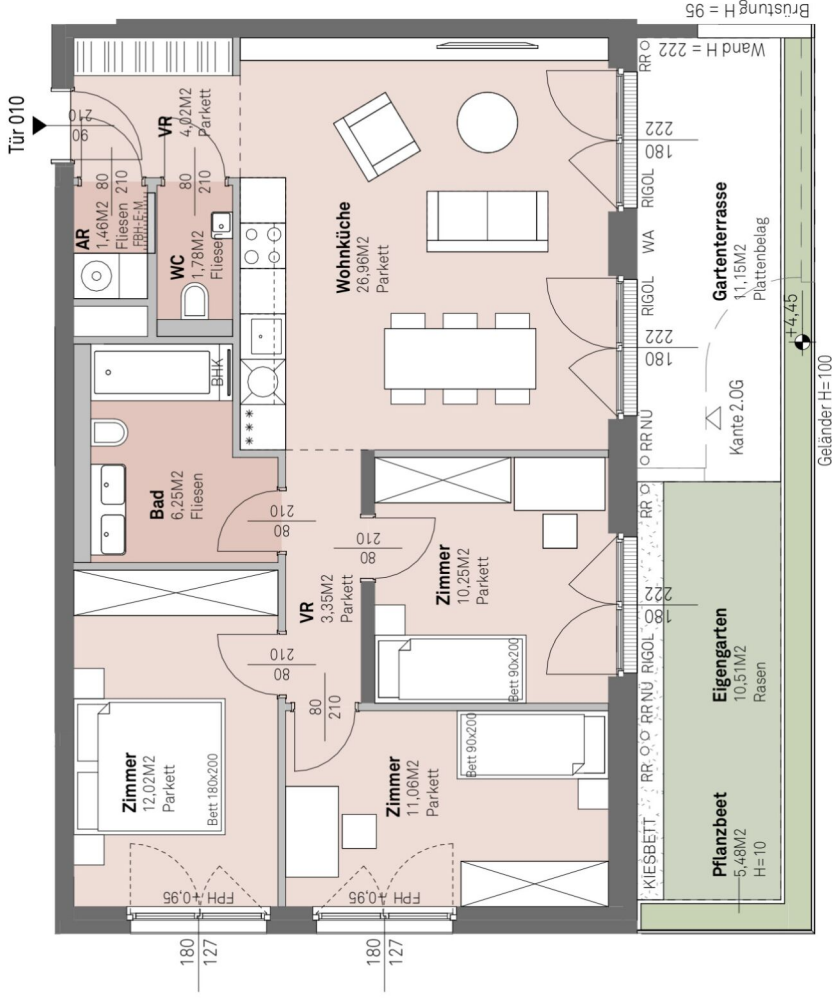 Brüstung H = 95
Wand H = 222
Tür 010
90
210
VR
4,02M2
Parkett
80
210
AR
1,46M2
Fliesen
FBH-E-M
80
210
WC
1,78M2
Fliesen
Wohnküche
26,96M2
Parkett
RR
180
222
RIGOL
WA
RIGOL
180
222
RR NU
Gartenterrasse
11,15M2
Plattenbelag
+4,45
Kante 2.OG
Geländer H=100
BHK
***
Bad
6,25M2
Fliesen
80
210
80
210
VR
3,35M2
Parkett
80
210
80
210
Zimmer
10,25M2
Parkett
Bett 90x200
RR
180
222
RIGOL
RR NU
RR
Eigengarten
10,51M2
Rasen
Zimmer
12,02M2
Parkett
Bett 180x200
Zimmer
11,06M2
Parkett
Bett 90x200
KIESBETT
Pflanzbeet
5,48M2
H=10
FPH +0,95
FPH +0,95
180
127
180
127